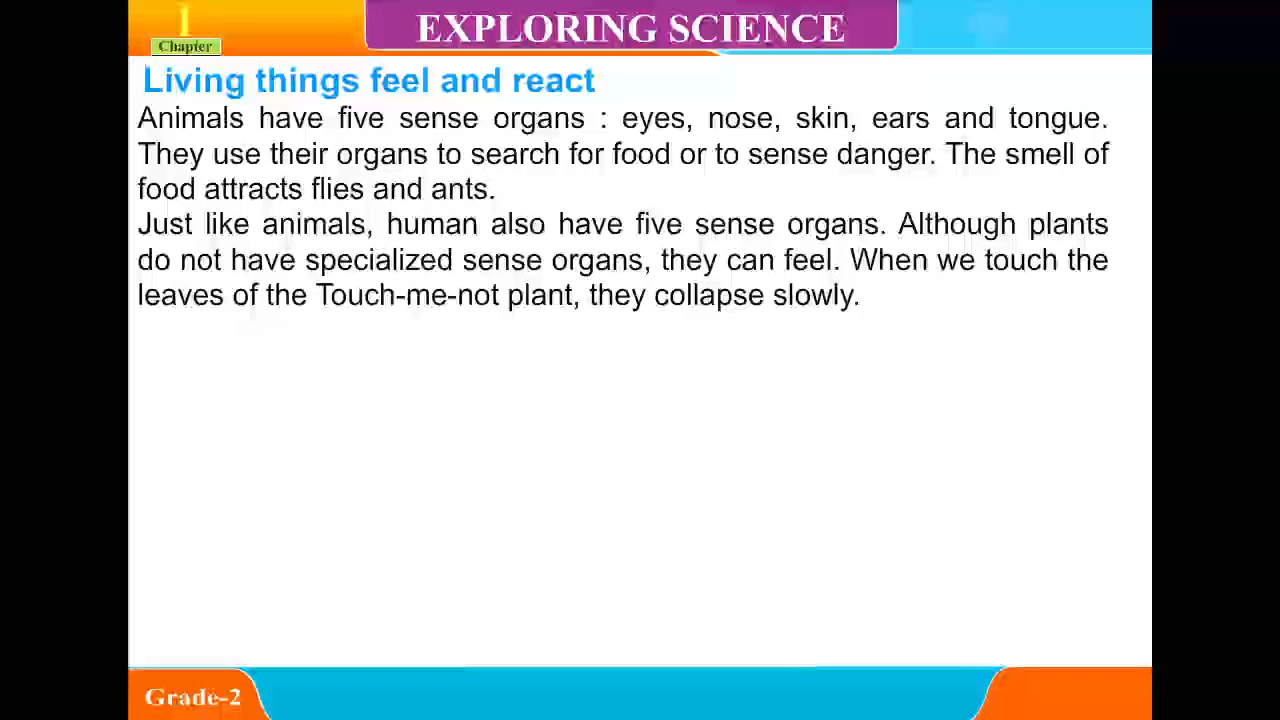 1
Chapter
EXPLORING SCIENCE
Living things feel and react
Animals have five sense organs : eyes, nose, skin, ears and tongue.
They use their organs to search for food or to sense danger. The smell of
food attracts flies and ants.
Just like animals, human also have five sense organs. Although plants
do not have specialized sense organs, they can feel. When we touch the
leaves of the Touch-me-not plant, they collapse slowly.
Grade-2